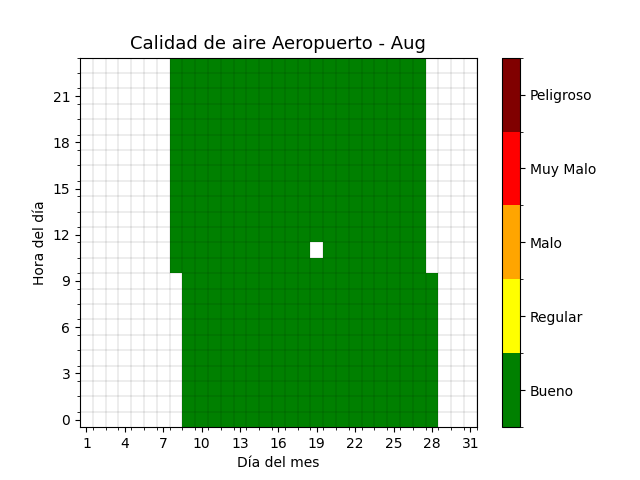 Calidad de aire Aeropuerto - Aug
Hora del día
21
18
15
12
9
6
3
0
1 4 7 10 13 16 19 22 25 28 31
Día del mes
Peligroso
Muy Malo
Malo
Regular
Bueno